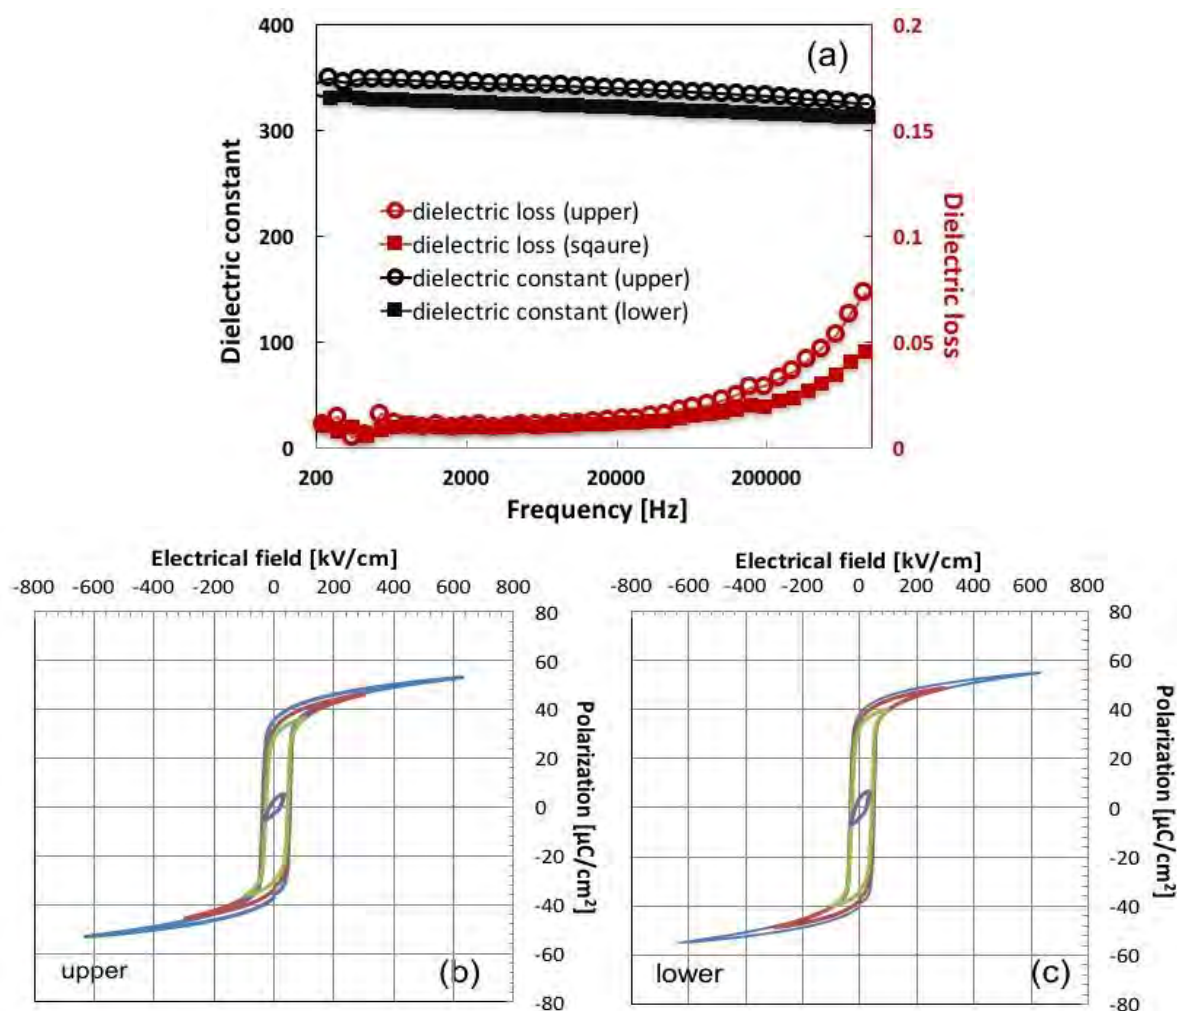 (a)
400
300
200
100
0
Dielectric constant
0.2
0.15
0.1
0.05
0
Dielectric loss
dielectric loss (upper)
dielectric loss (sqaure)
dielectric constant (upper)
dielectric constant (lower)
200 2000 20000 200000
Frequency [Hz]
Electrical field [kV/cm]
-800 -600 -400 -200 0 200 400 600 800
80
60
40
20
0
-20
-40
-60
-80
Polarization [µC/cm²]
upper
(b)
Electrical field [kV/cm]
-800 -600 -400 -200 0 200 400 600 800
80
60
40
20
0
-20
-40
-60
-80
Polarization [µC/cm²]
lower
(c)